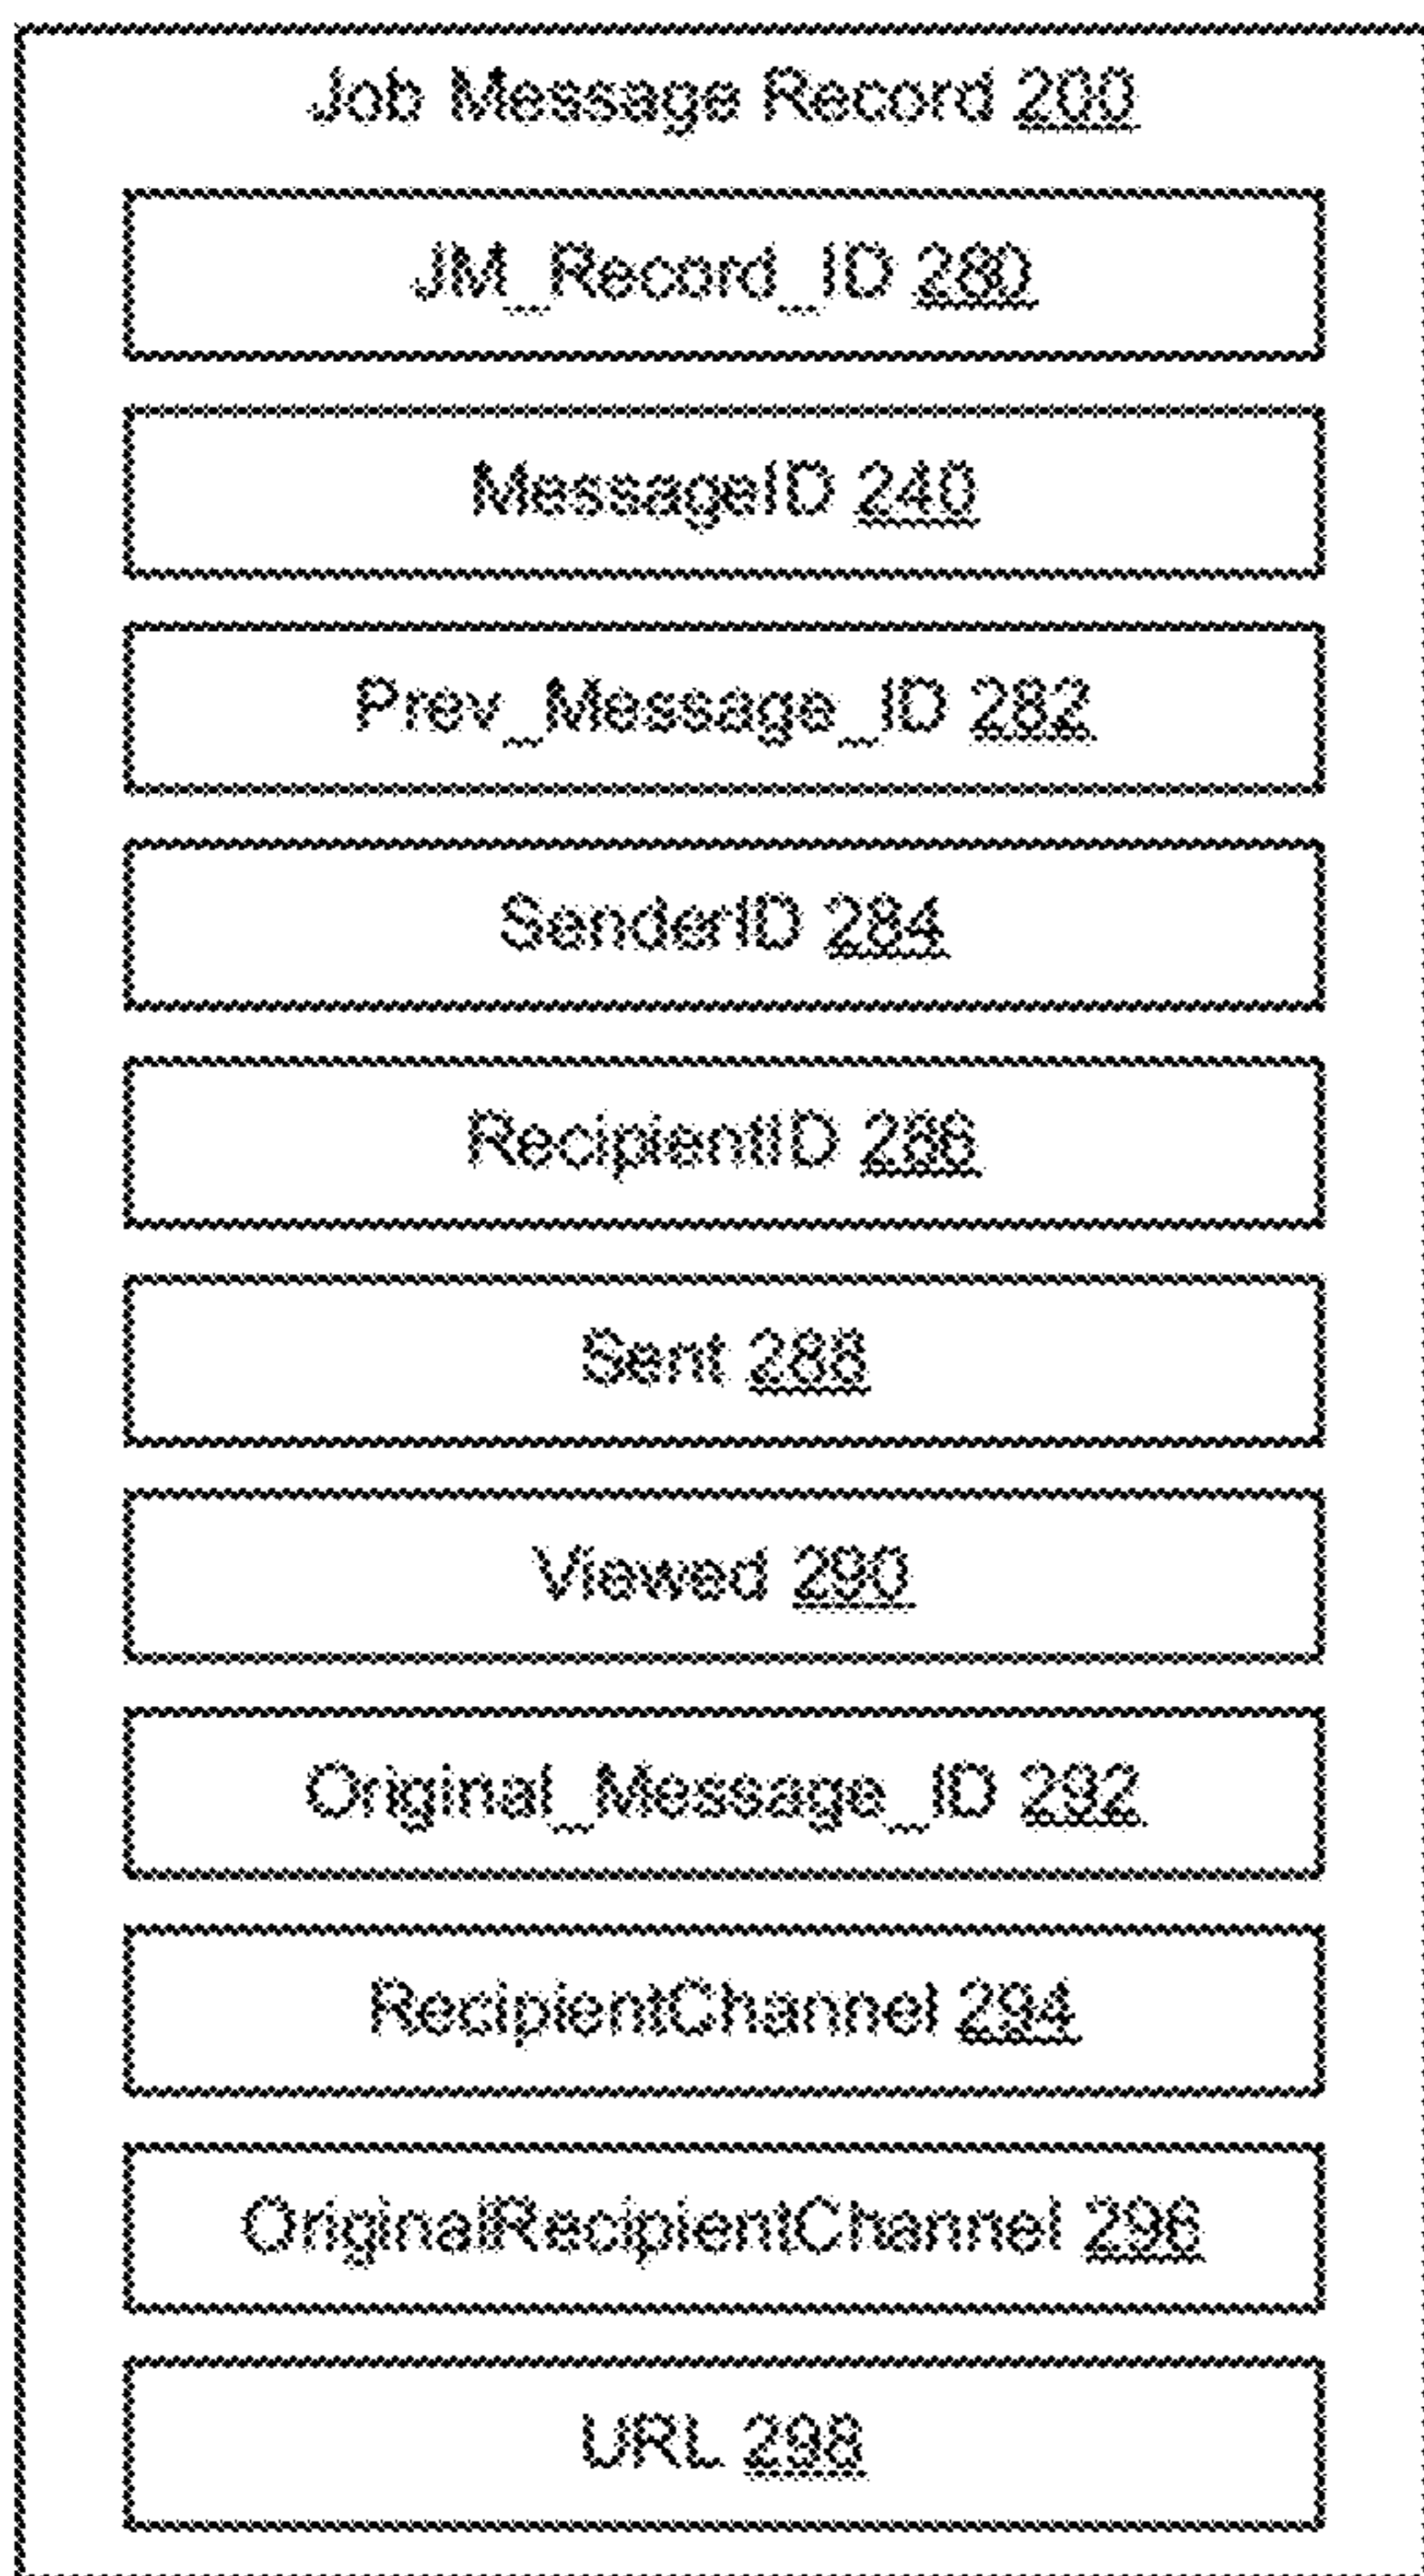 Job Message Record 200
JM_Record_ID 280
MessageID 240
Prev_Message_ID 282
SenderID 284
RecipientID 286
Sent 288
Viewed 290
Original_Message_ID 292
RecipientChannel 294
OriginalRecipientChannel 296
URL 298